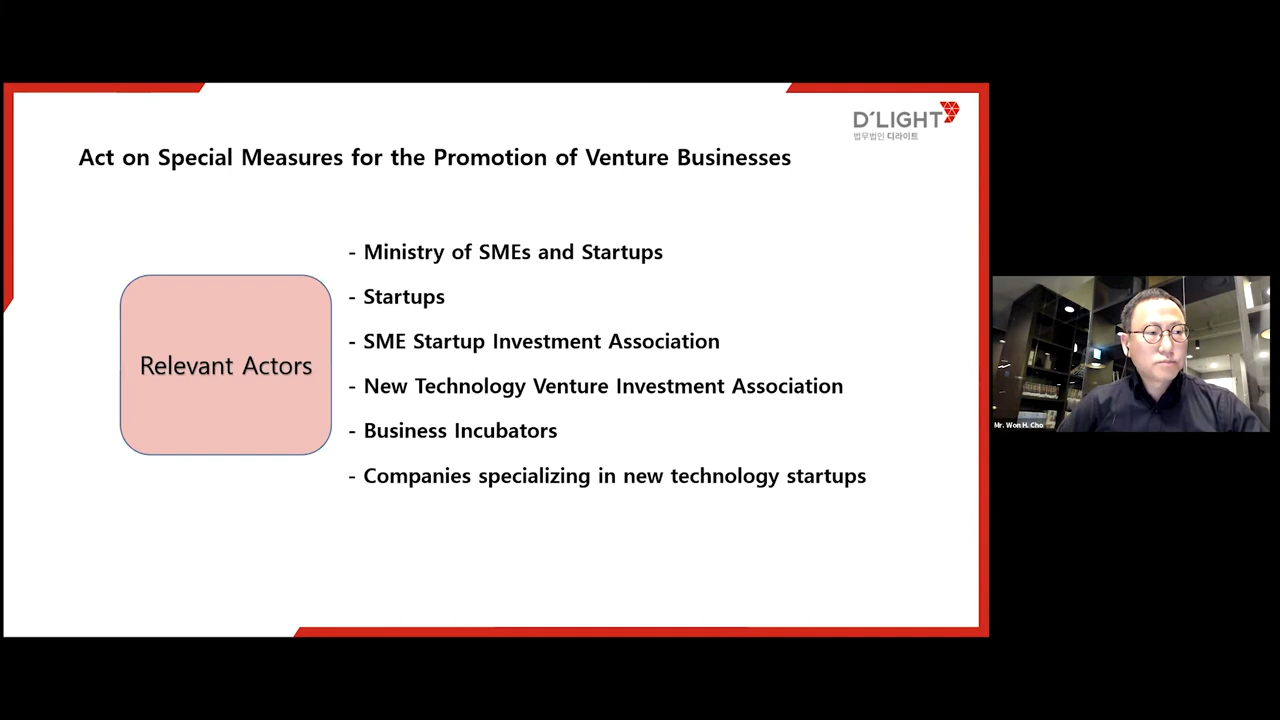 D´LIGHT
법무법인 디라이트
Act on Special Measures for the Promotion of Venture Businesses
Relevant Actors
- Ministry of SMEs and Startups
- Startups
- SME Startup Investment Association
- New Technology Venture Investment Association
- Business Incubators
- Companies specializing in new technology startups
Mr. Won H. Cho